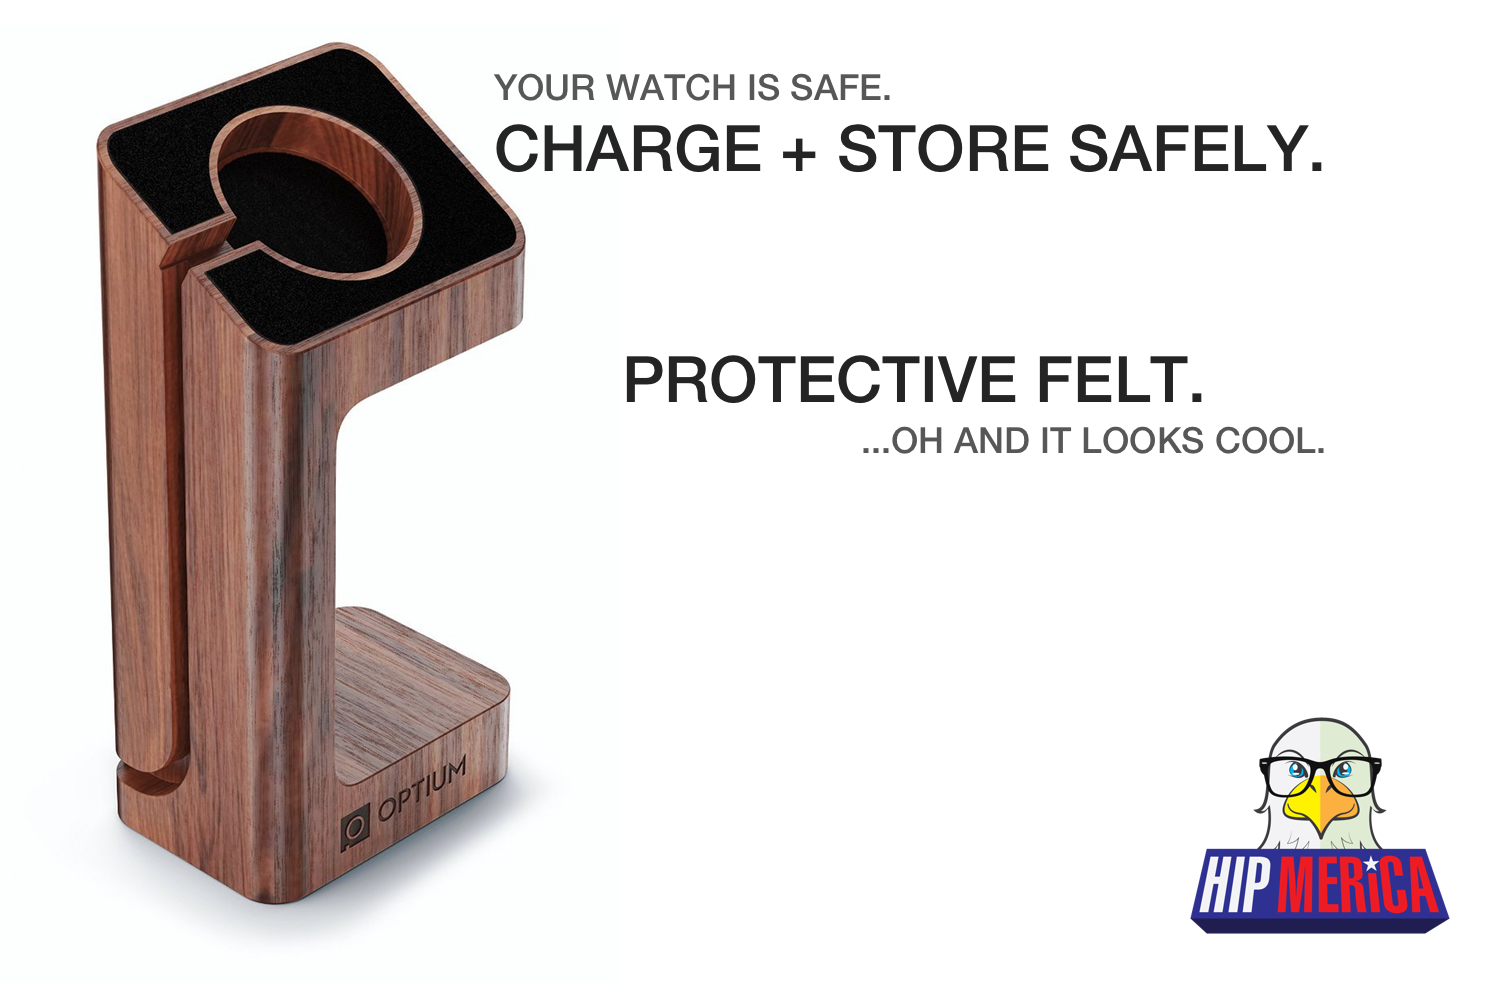 YOUR WATCH IS SAFE.
CHARGE + STORE SAFELY.
PROTECTIVE FELT.
...OH AND IT LOOKS COOL.
OPTIUM
HIP MERiCA